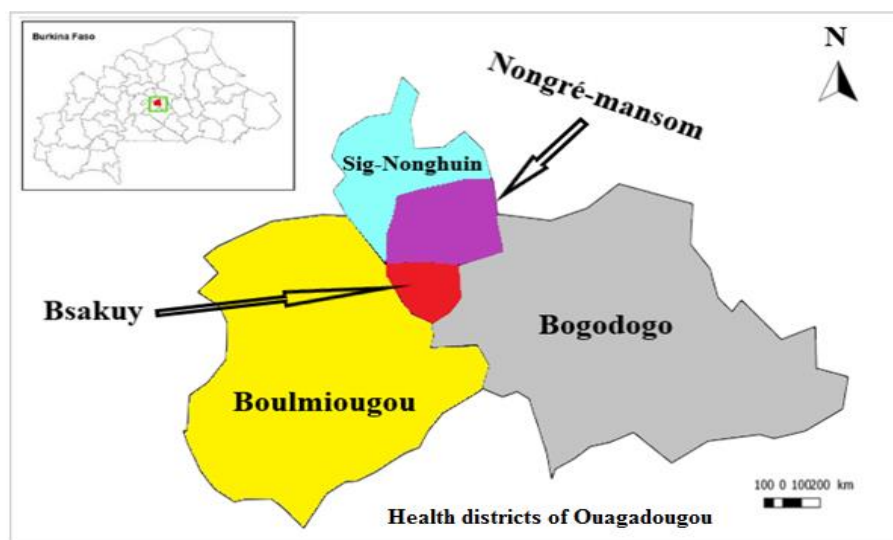 Burkina Faso
N
Nongré-mansom
Sig-Nonghuin
Bsakuy
Bogodogo
Boulmiougou
100 0 100200 km
Health districts of Ouagadougou